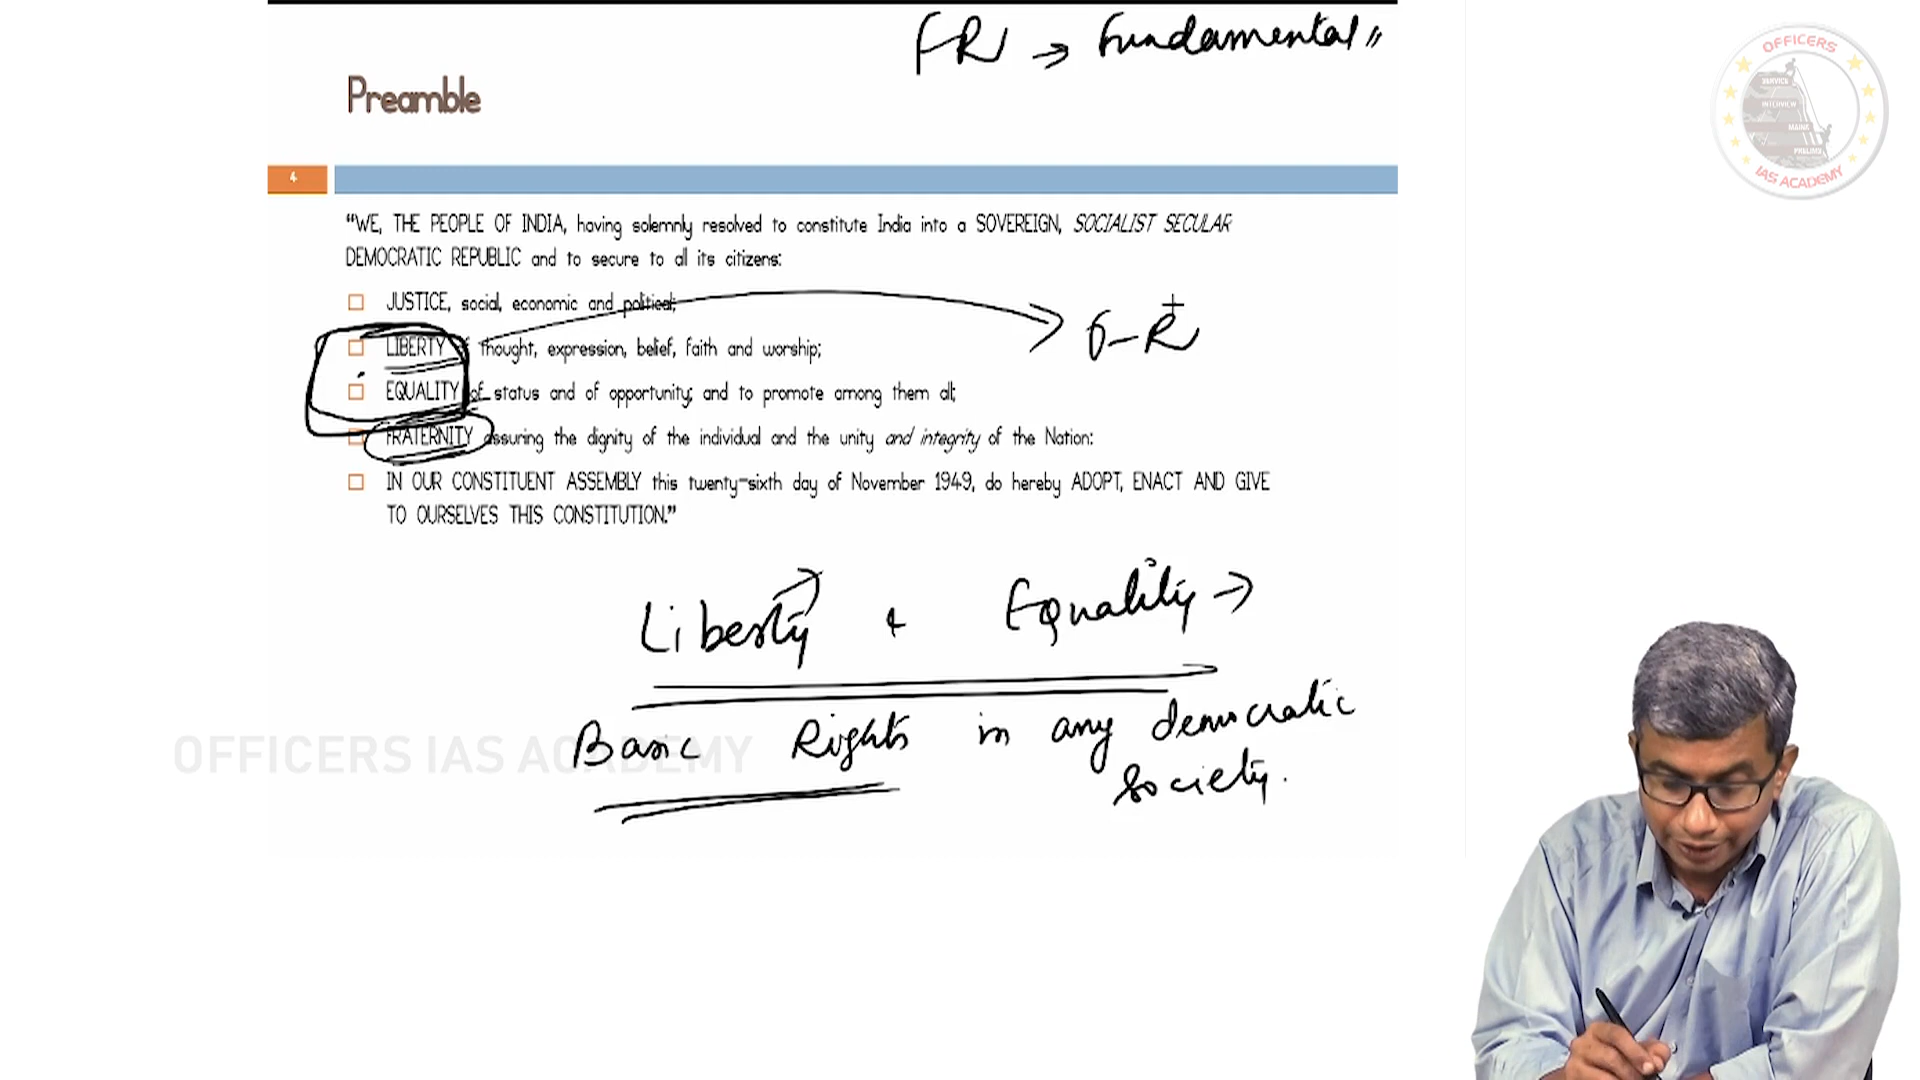 FR → Fundamental "
OFFICERS
SERVICE
INTERVIEW
MAINS
PRELIMS
IAS ACADEMY
Preamble
4
“WE, THE PEOPLE OF INDIA, having solemnly resolved to constitute India into a SOVEREIGN, SOCIALIST SECULAR
DEMOCRATIC REPUBLIC and to secure to all its citizens:
JUSTICE, social, economic and political;
LIBERTY of thought, expression, belief, faith and worship;
EQUALITY of status and of opportunity; and to promote among them all;
FRATERNITY assuring the dignity of the individual and the unity and integrity of the Nation:
IN OUR CONSTITUENT ASSEMBLY this twenty-sixth day of November 1949, do hereby ADOPT, ENACT AND GIVE
TO OURSELVES THIS CONSTITUTION.”
Liberty + Equality →
Basic Rights in any democratic
society.
OFFICERS IAS ACADEMY